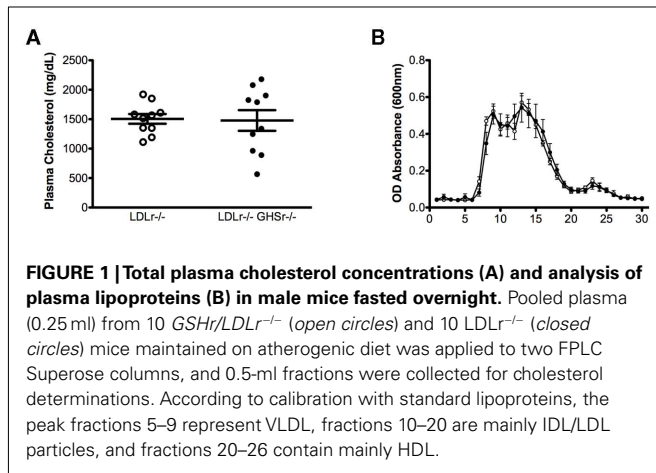 A
B
2500
2000
1500
1000
500
0
Plasma Cholesterol (mg/dL)
LDLr-/-
LDLr-/- GHSr-/-
0.8
0.6
0.4
0.2
0.0
OD Absorbance (600nm)
0 5 10 15 20 25 30
FIGURE 1 | Total plasma cholesterol concentrations (A) and analysis of
plasma lipoproteins (B) in male mice fasted overnight. Pooled plasma
(0.25 ml) from 10 GSHr/LDLr−/− (open circles) and 10 LDLr−/− (closed
circles) mice maintained on atherogenic diet was applied to two FPLC
Superose columns, and 0.5-ml fractions were collected for cholesterol
determinations. According to calibration with standard lipoproteins, the
peak fractions 5–9 represent VLDL, fractions 10–20 are mainly IDL/LDL
particles, and fractions 20–26 contain mainly HDL.